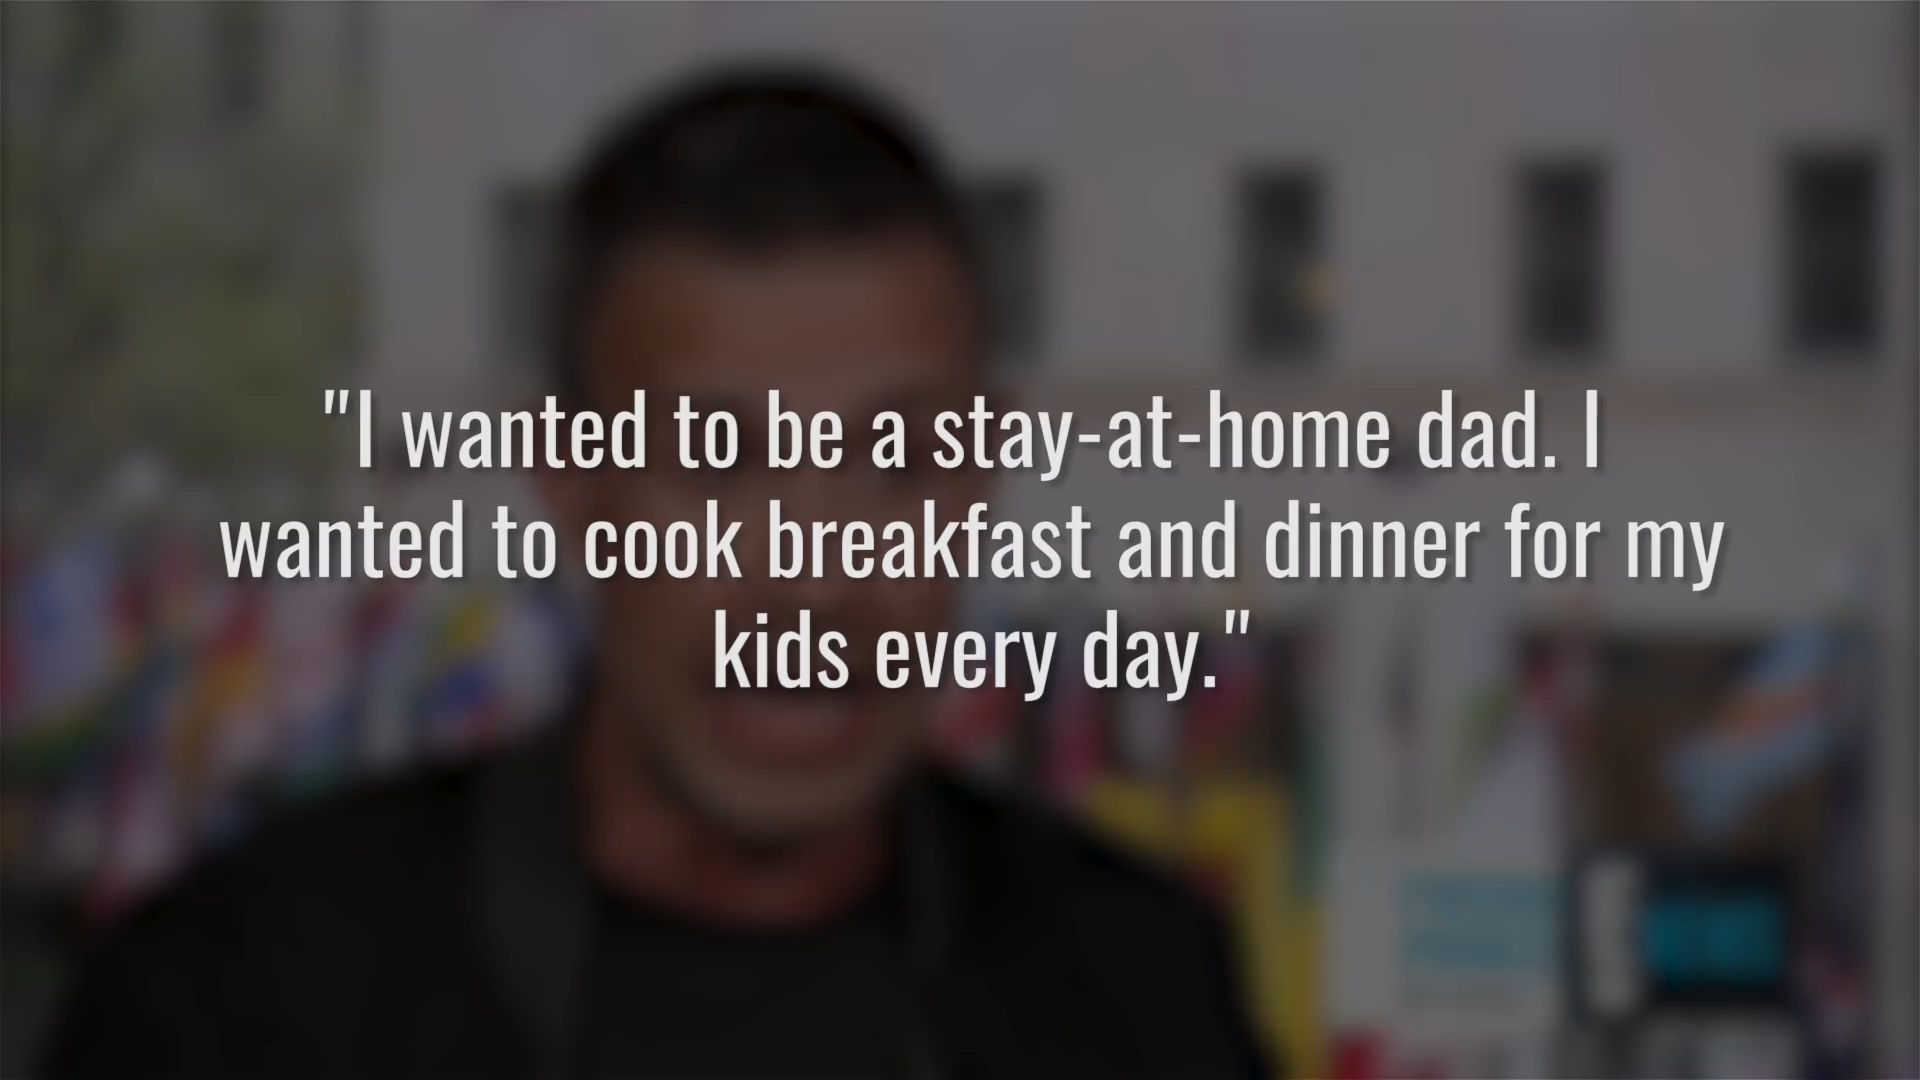 "I wanted to be a stay-at-home dad. I
wanted to cook breakfast and dinner for my
kids every day."